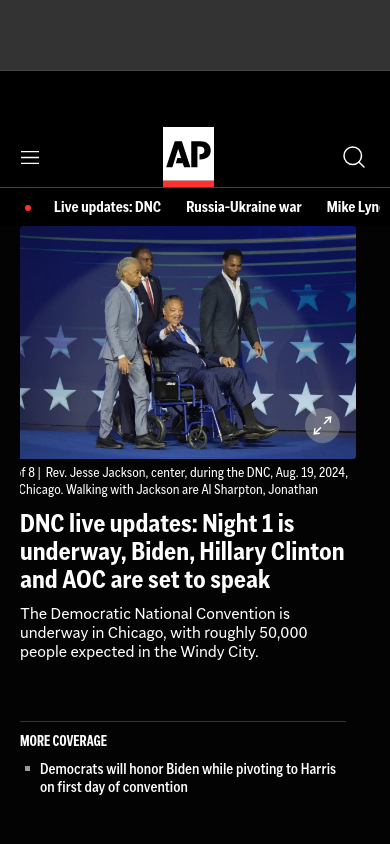 AP
Live updates: DNC Russia-Ukraine war Mike Lyn
of 8 | Rev. Jesse Jackson, center, during the DNC, Aug. 19, 2024,
Chicago. Walking with Jackson are Al Sharpton, Jonathan
DNC live updates: Night 1 is
underway, Biden, Hillary Clinton
and AOC are set to speak
The Democratic National Convention is
underway in Chicago, with roughly 50,000
people expected in the Windy City.
MORE COVERAGE
Democrats will honor Biden while pivoting to Harris
on first day of convention